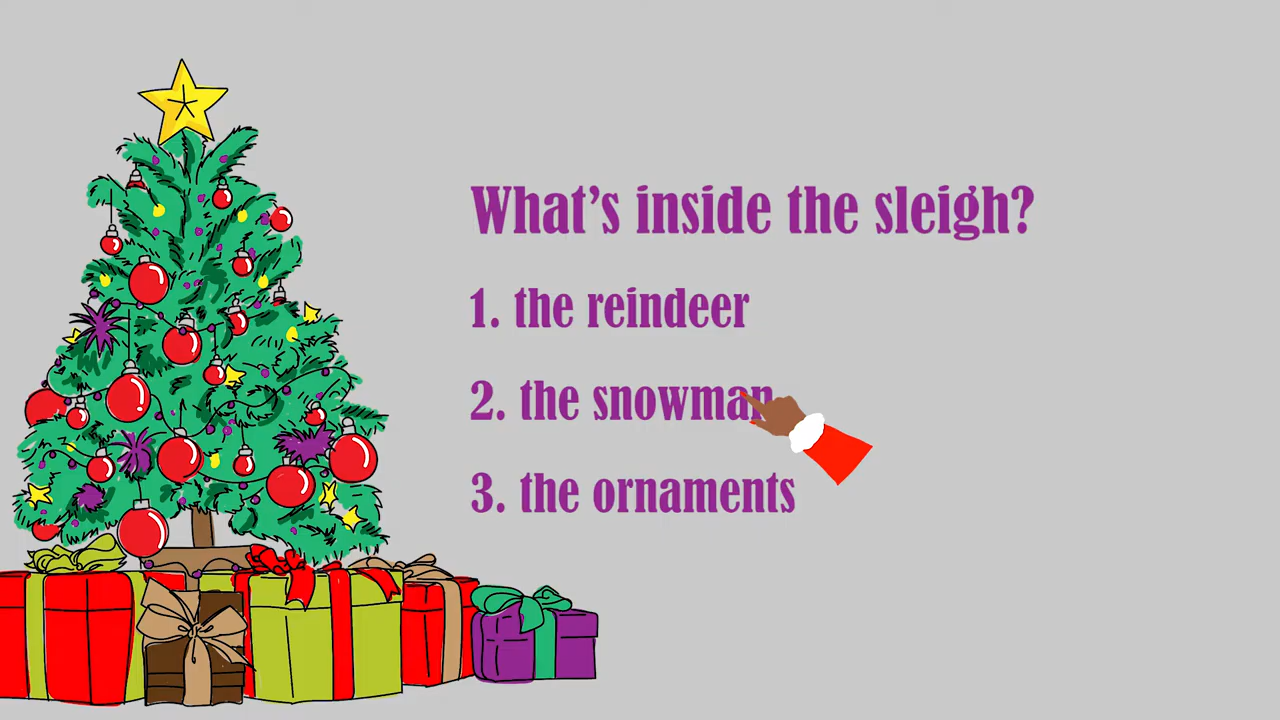 What's inside the sleigh?
1. the reindeer
2. the snowman
3. the ornaments